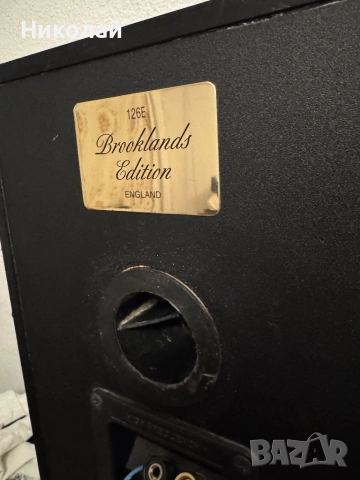 Николай
126E
Brooklands
Edition
ENGLAND
BAZAR